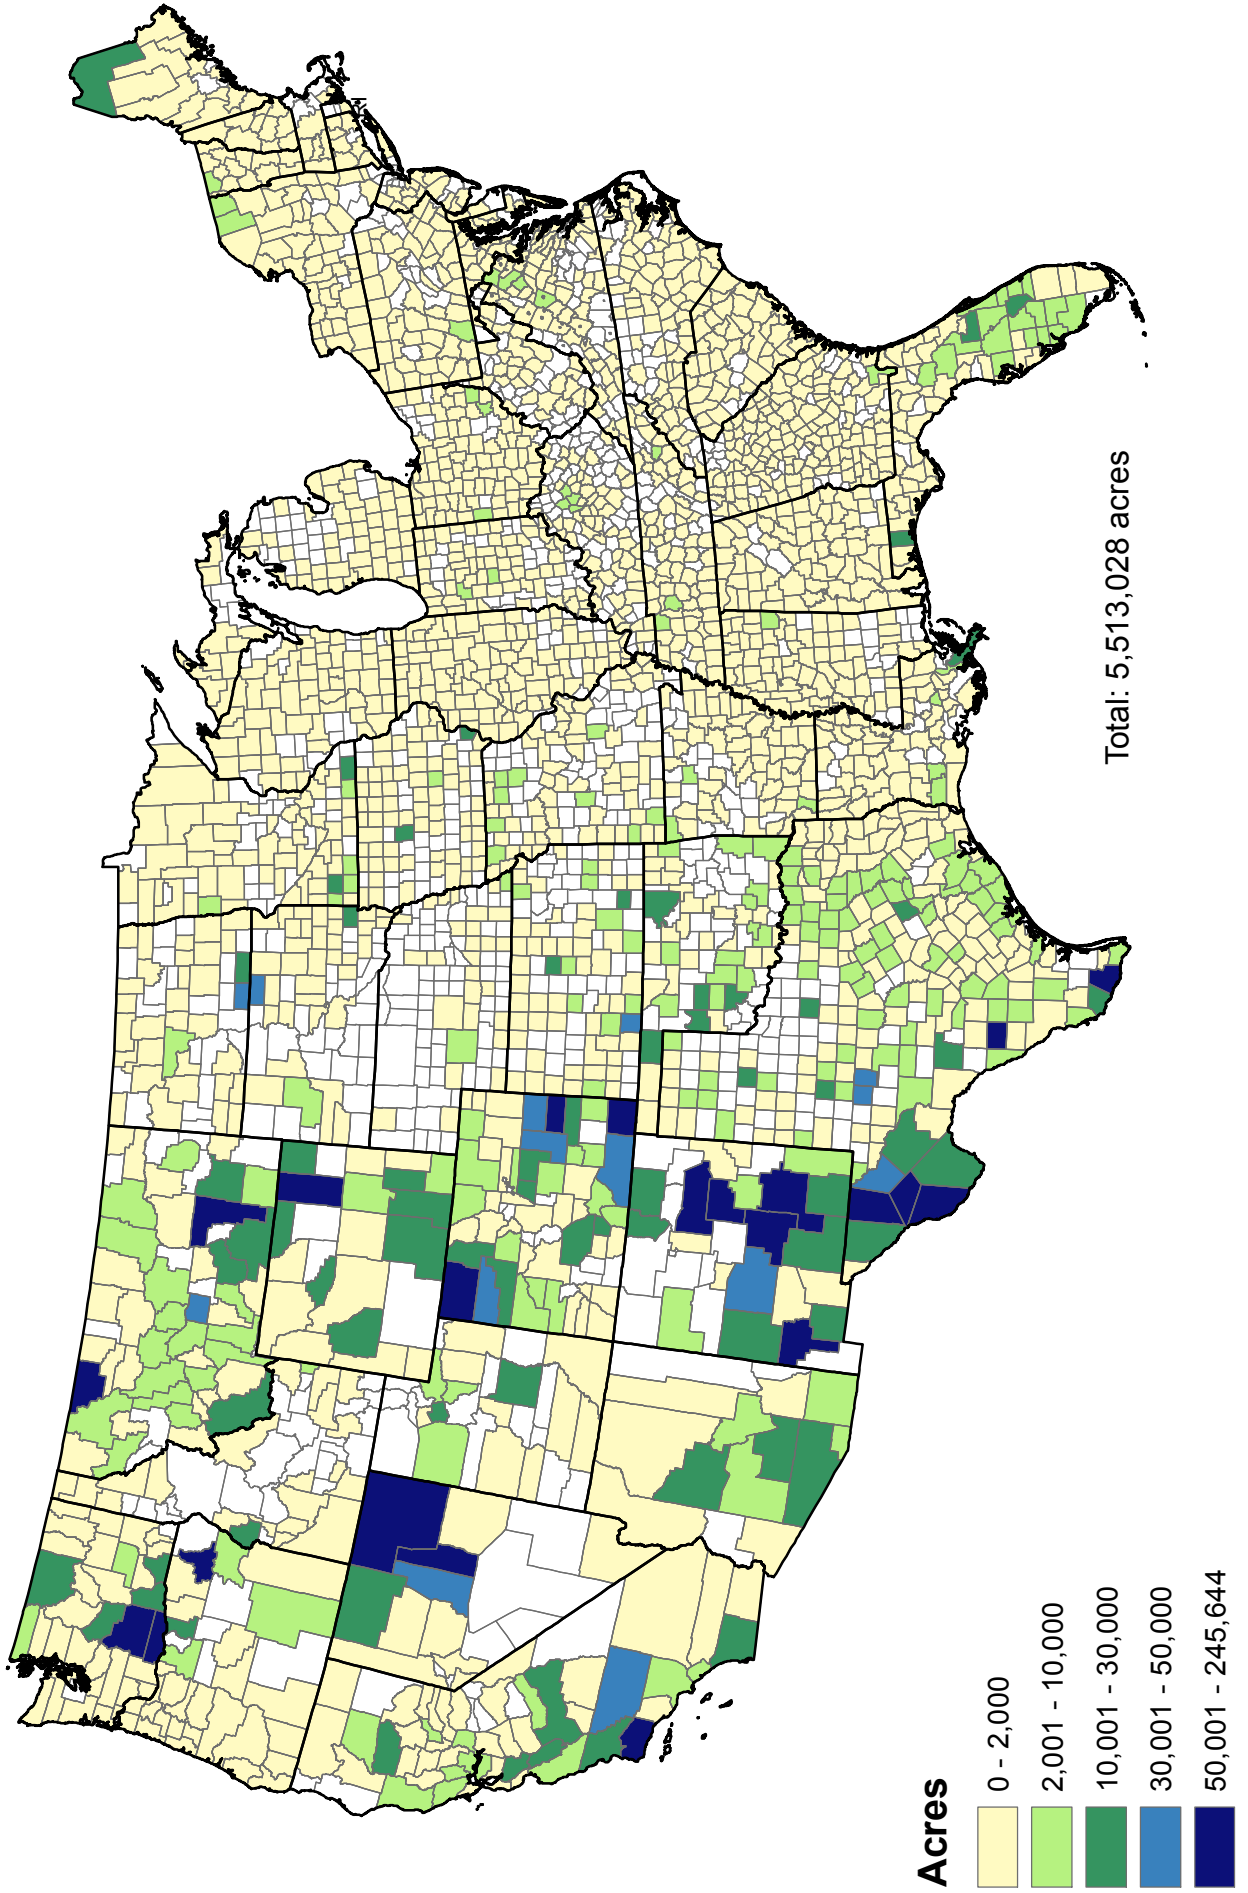 Total: 5,513,028 acres
Acres
0 - 2,000
2,001 - 10,000
10,001 - 30,000
30,001 - 50,000
50,001 - 245,644